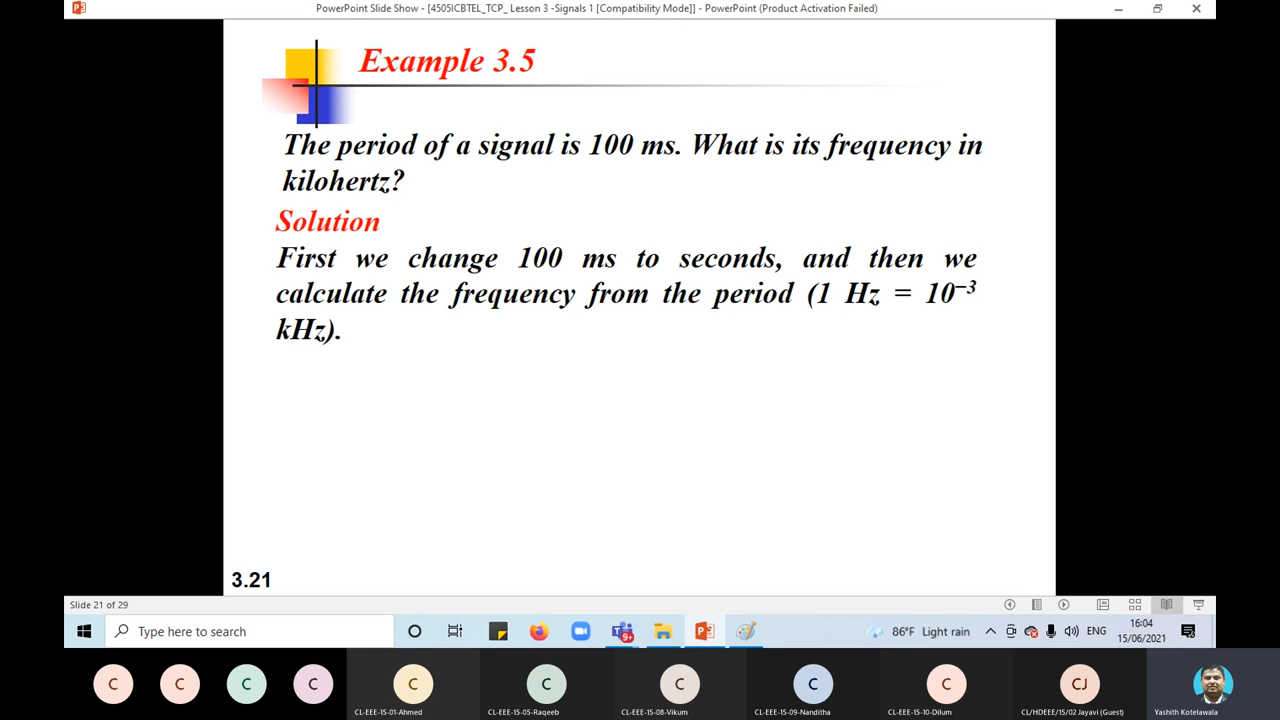 PowerPoint Slide Show - [4505ICBTEL_TCP_ Lesson 3 -Signals 1 [Compatibility Mode]] - PowerPoint (Product Activation Failed)
Example 3.5
The period of a signal is 100 ms. What is its frequency in
kilohertz?
Solution
First we change 100 ms to seconds, and then we
calculate the frequency from the period (1 Hz = 10⁻³
kHz).
3.21
Slide 21 of 29
Type here to search
9+
86°F Light rain
ENG
16:04
15/06/2021
C C C C C C C C C CJ
CL-EEE-15-01-Ahmed CL-EEE-15-05-Raqeeb CL-EEE-15-08-Vikum CL-EEE-15-09-Nanditha CL-EEE-15-10-Dilum CL/HDEEE/15/02 Jayavi (Guest) Yashith Kotelawala